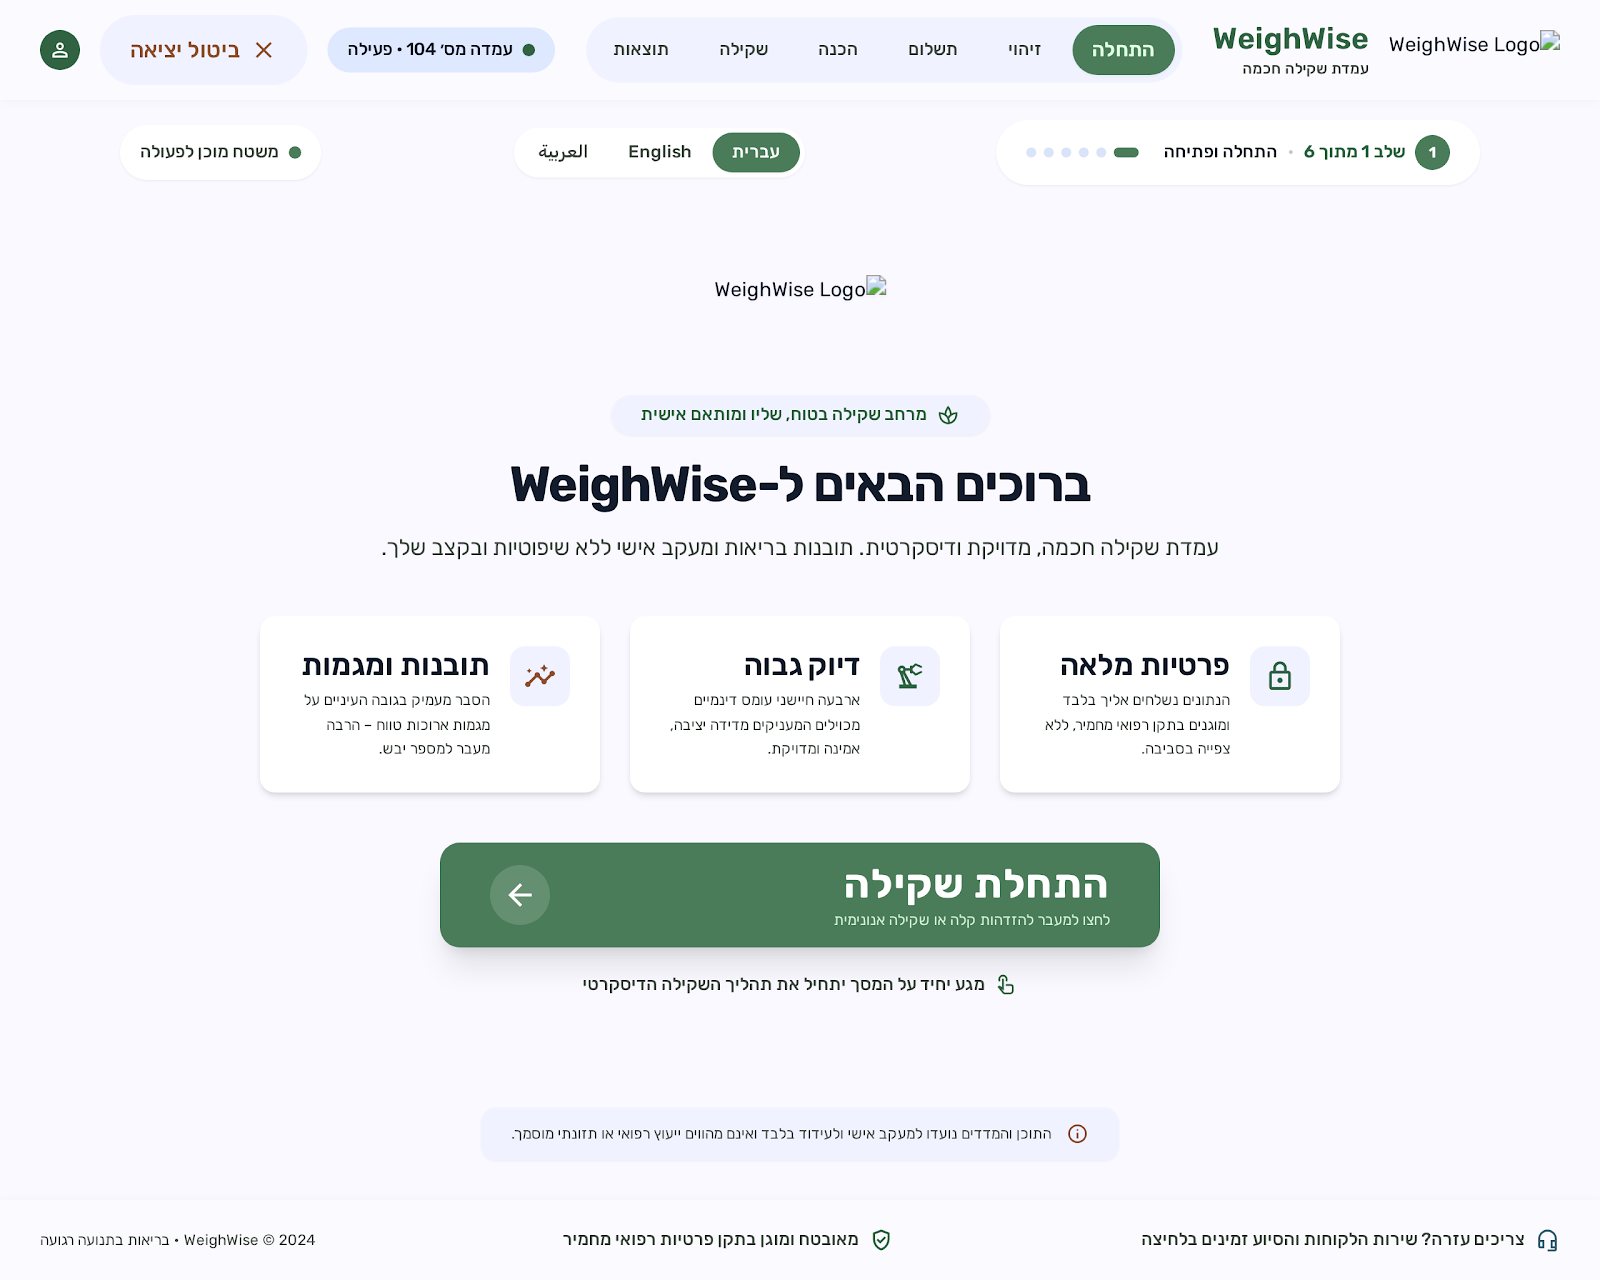 WeighWise Logo
WeighWise
עמדת שקילה חכמה
התחלה
זיהוי
תשלום
הכנה
שקילה
תוצאות
עמדה מס׳ 104 • פעילה
ביטול יציאה
1
שלב 1 מתוך 6 • התחלה ופתיחה
עברית
English
العربية
משטח מוכן לפעולה
WeighWise Logo
מרחב שקילה בטוח, שליו ומותאם אישית
ברוכים הבאים ל-WeighWise
עמדת שקילה חכמה, מדויקת ודיסקרטית. תובנות בריאות ומעקב אישי ללא שיפוטיות ובקצב שלך.
פרטיות מלאה
הנתונים נשלחים אליך בלבד
ומוגנים בתקן רפואי מחמיר, ללא
צפייה בסביבה.
דיוק גבוה
ארבעה חיישני עומס דינמיים
מכוילים המעניקים מדידה יציבה,
אמינה ומדויקת.
תובנות ומגמות
הסבר מעמיק בגובה העיניים על
מגמות ארוכות טווח – הרבה
מעבר למספר יבש.
התחלת שקילה
לחצו למעבר להזדהות קלה או שקילה אנונימית
מגע יחיד על המסך יתחיל את תהליך השקילה הדיסקרטי
התוכן והמדדים נועדו למעקב אישי ולעידוד בלבד ואינם מהווים ייעוץ רפואי או תזונתי מוסמך.
צריכים עזרה? שירות הלקוחות והסיוע זמינים בלחיצה
מאובטח ומוגן בתקן פרטיות רפואי מחמיר
WeighWise © 2024 • בריאות בתנועה רגועה